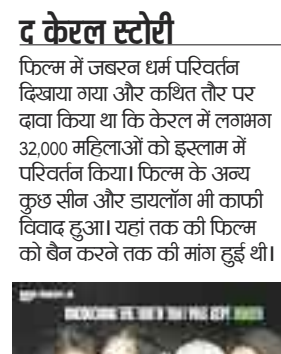 द केरल स्टोरी
फिल्म में जबरन धर्म परिवर्तन
दिखाया गया और कथित तौर पर
दावा किया था कि केरल में लगभग
32,000 महिलाओं को इस्लाम में
परिवर्तन किया। फिल्म के अन्य
कुछ सीन और डायलॉग भी काफी
विवाद हुआ। यहां तक की फिल्म
को बैन करने तक की मांग हुई थी।